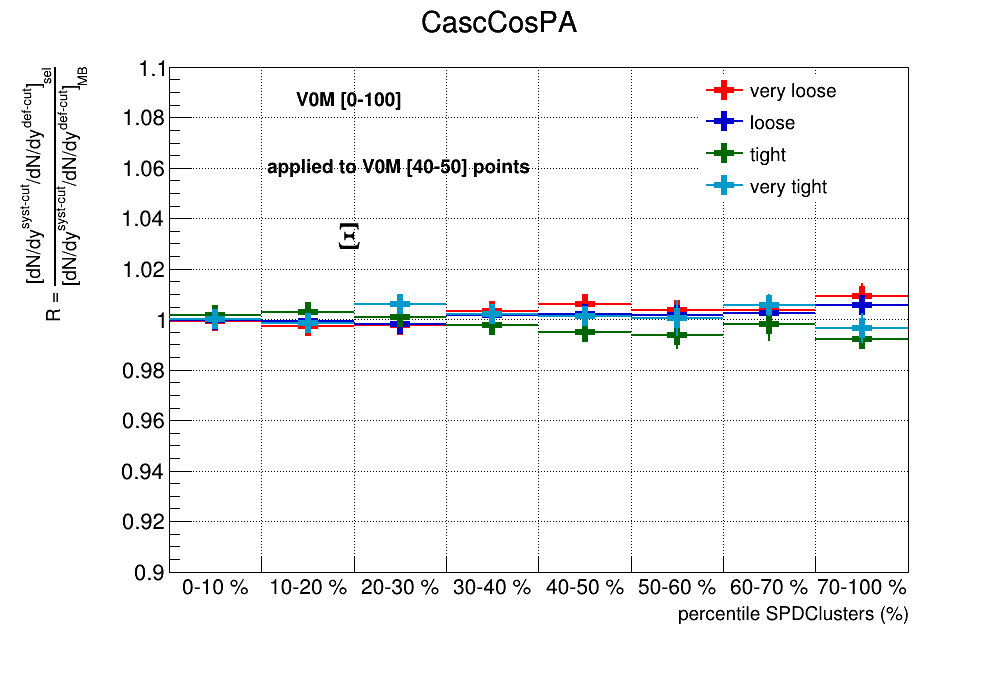 CascCosPA
R = [dN/dy^syst-cut/dN/dy^def-cut]_sel
[dN/dy^syst-cut/dN/dy^def-cut]_MB
1.1
1.08
1.06
1.04
1.02
1
0.98
0.96
0.94
0.92
0.9
V0M [0-100]
applied to V0M [40-50] points
Ξ
very loose
loose
tight
very tight
0-10 % 10-20 % 20-30 % 30-40 % 40-50 % 50-60 % 60-70 % 70-100 %
percentile SPDClusters (%)